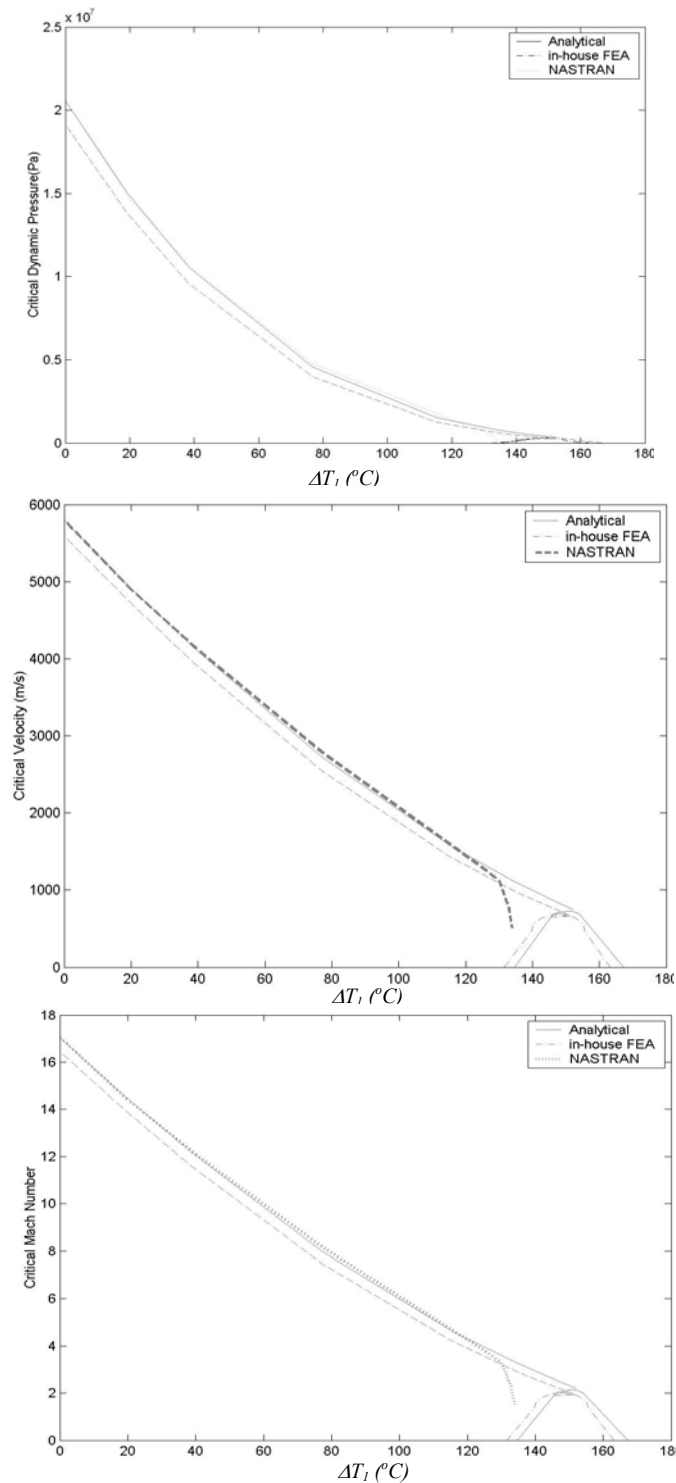 x 10⁷
2.5
2
1.5
1
0.5
0
Critical Dynamic Pressure(Pa)
Analytical
in-house FEA
NASTRAN
0 20 40 60 80 100 120 140 160 180
ΔT₁ (°C)
6000
5000
4000
3000
2000
1000
0
Critical Velocity (m/s)
Analytical
in-house FEA
NASTRAN
0 20 40 60 80 100 120 140 160 180
ΔT₁ (°C)
18
16
14
12
10
8
6
4
2
0
Critical Mach Number
Analytical
in-house FEA
NASTRAN
0 20 40 60 80 100 120 140 160 180
ΔT₁ (°C)